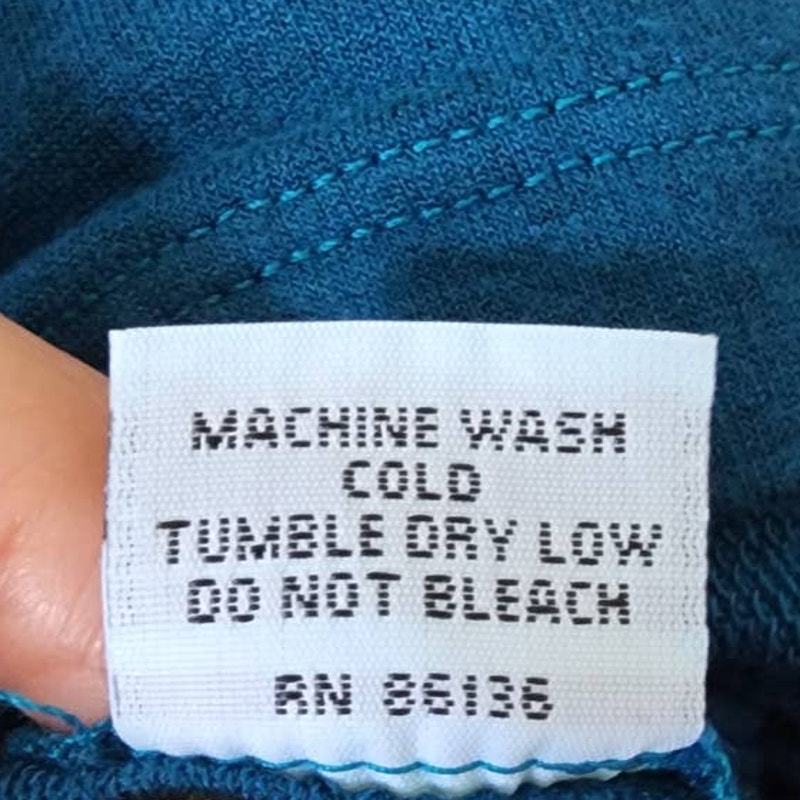 MACHINE WASH
COLD
TUMBLE DRY LOW
DO NOT BLEACH
RN 86136